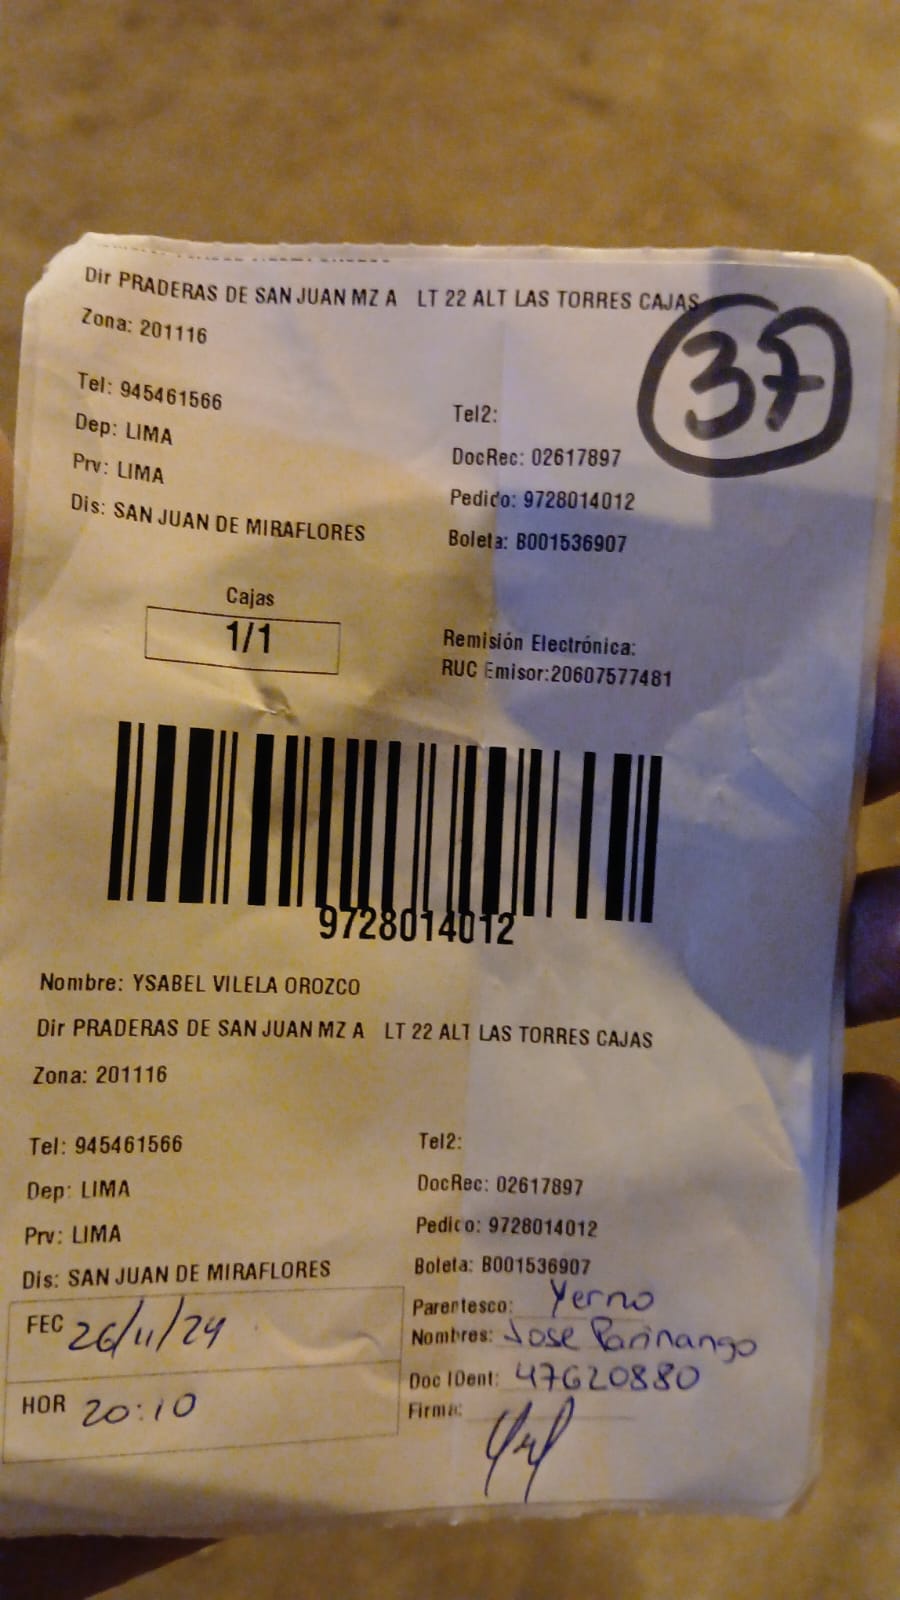 Dir PRADERAS DE SAN JUAN MZ A LT 22 ALT LAS TORRES CAJAS
37
Zona: 201116
Tel: 945461566 Tel2:
Dep: LIMA DocRec: 02617897
Prv: LIMA Pedido: 9728014012
Dis: SAN JUAN DE MIRAFLORES Boleta: B001536907
Cajas
1/1
Remisión Electrónica:
RUC Emisor:20607577481
9728014012
Nombre: YSABEL VILELA OROZCO
Dir PRADERAS DE SAN JUAN MZ A LT 22 ALT LAS TORRES CAJAS
Zona: 201116
Tel: 945461566 Tel2:
Dep: LIMA DocRec: 02617897
Prv: LIMA Pedido: 9728014012
Dis: SAN JUAN DE MIRAFLORES Boleta: B001536907
FEC 26/11/24
HOR 20:10
Parentesco: Yerno
Nombres: Jose Parinango
Doc IDent: 47620880
Firma: